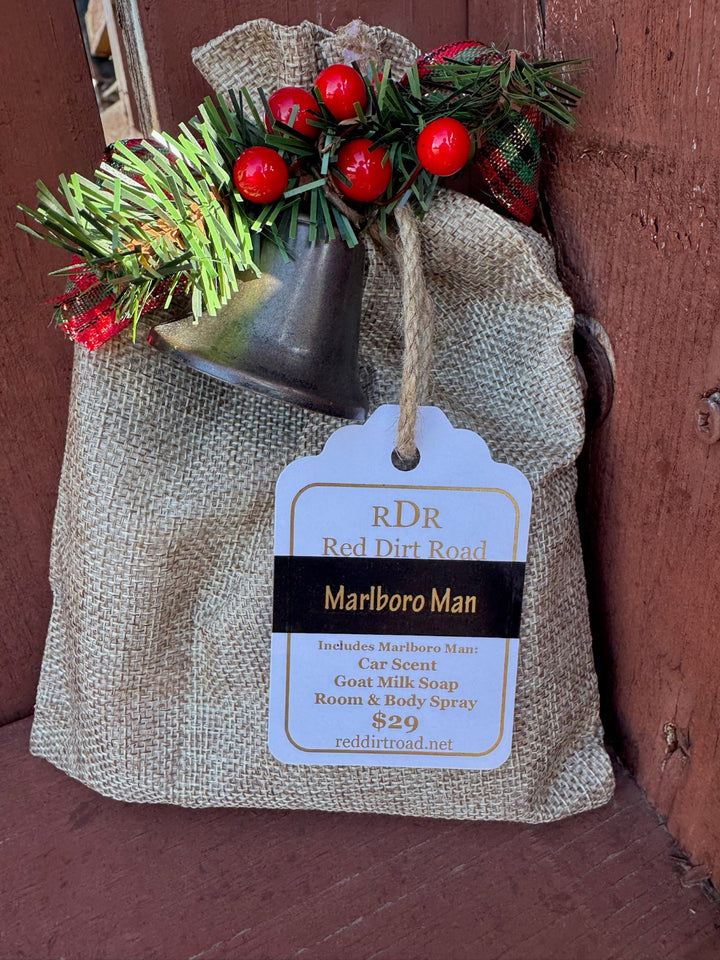 RDR
Red Dirt Road
Marlboro Man
Includes Marlboro Man:
Car Scent
Goat Milk Soap
Room & Body Spray
$29
reddirtroad.net